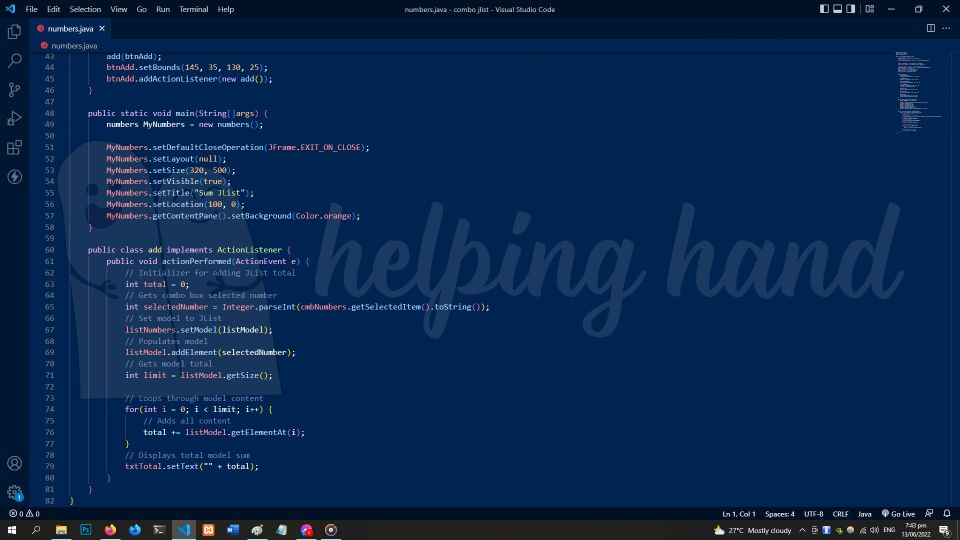 File Edit Selection View Go Run Terminal Help
numbers.java - combo jlist - Visual Studio Code
numbers.java
numbers.java
43 add(btnAdd);
44 btnAdd.setBounds(145, 35, 130, 25);
45 btnAdd.addActionListener(new add());
46 }
47
48 public static void main(String[]args) {
49 numbers MyNumbers = new numbers();
50
51 MyNumbers.setDefaultCloseOperation(JFrame.EXIT_ON_CLOSE);
52 MyNumbers.setLayout(null);
53 MyNumbers.setSize(320, 500);
54 MyNumbers.setVisible(true);
55 MyNumbers.setTitle("Sum JList");
56 MyNumbers.setLocation(100, 0);
57 MyNumbers.getContentPane().setBackground(Color.orange);
58 }
59
60 public class add implements ActionListener {
61 public void actionPerformed(ActionEvent e) {
62 // Initializer for adding JList total
63 int total = 0;
64 // Gets combo box selected number
65 int selectedNumber = Integer.parseInt(cmbNumbers.getSelectedItem().toString());
66 // Set model to JList
67 listNumbers.setModel(listModel);
68 // Populates model
69 listModel.addElement(selectedNumber);
70 // Gets model total
71 int limit = listModel.getSize();
72
73 // Loops through model content
74 for(int i = 0; i < limit; i++) {
75 // Adds all content
76 total += listModel.getElementAt(i);
77 }
78 // Displays total model sum
79 txtTotal.setText("" + total);
80 }
81 }
82 }
helping hand
1
0 0 Ln 1, Col 1 Spaces: 4 UTF-8 CRLF Java Go Live
27°C Mostly cloudy 7:43 pm
13/06/2022